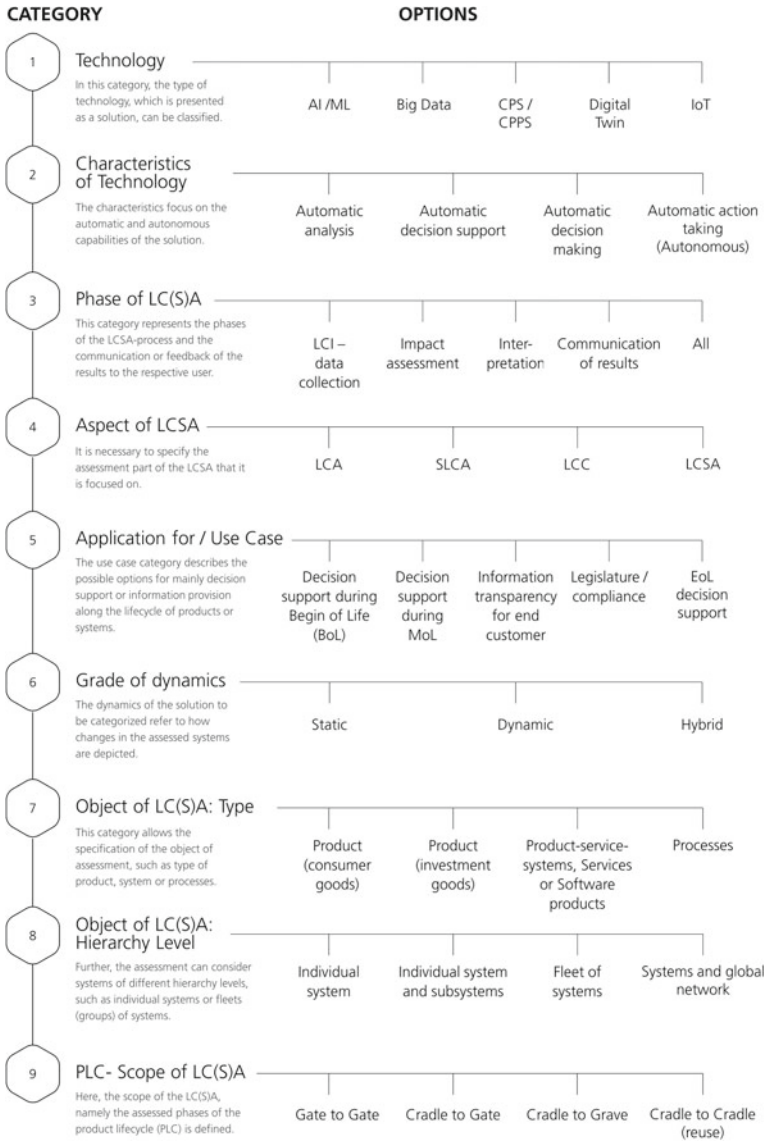 CATEGORY
OPTIONS
1
Technology
In this category, the type of
technology, which is presented
as a solution, can be classified.
AI /ML
Big Data
CPS /
CPPS
Digital
Twin
IoT
2
Characteristics
of Technology
The characteristics focus on the
automatic and autonomous
capabilities of the solution.
Automatic
analysis
Automatic
decision support
Automatic
decision
making
Automatic action
taking
(Autonomous)
3
Phase of LC(S)A
This category represents the phases
of the LCSA-process and the
communication or feedback of the
results to the respective user.
LCI –
data
collection
Impact
assessment
Inter-
pretation
Communication
of results
All
4
Aspect of LCSA
It is necessary to specify the
assessment part of the LCSA that it
is focused on.
LCA
SLCA
LCC
LCSA
5
Application for / Use Case
The use case category describes the
possible options for mainly decision
support or information provision
along the lifecycle of products or
systems.
Decision
support during
Begin of Life
(BoL)
Decision
support
during
MoL
Information
transparency
for end
customer
Legislature /
compliance
EoL
decision
support
6
Grade of dynamics
The dynamics of the solution to
be categorized refer to how
changes in the assessed systems
are depicted.
Static
Dynamic
Hybrid
7
Object of LC(S)A: Type
This category allows the
specification of the object of
assessment, such as type of
product, system or processes.
Product
(consumer
goods)
Product
(investment
goods)
Product-service-
systems, Services
or Software
products
Processes
8
Object of LC(S)A:
Hierarchy Level
Further, the assessment can consider
systems of different hierarchy levels,
such as individual systems or fleets
(groups) of systems.
Individual
system
Individual system
and subsystems
Fleet of
systems
Systems and global
network
9
PLC- Scope of LC(S)A
Here, the scope of the LC(S)A,
namely the assessed phases of the
product lifecycle (PLC) is defined.
Gate to Gate
Cradle to Gate
Cradle to Grave
Cradle to Cradle
(reuse)